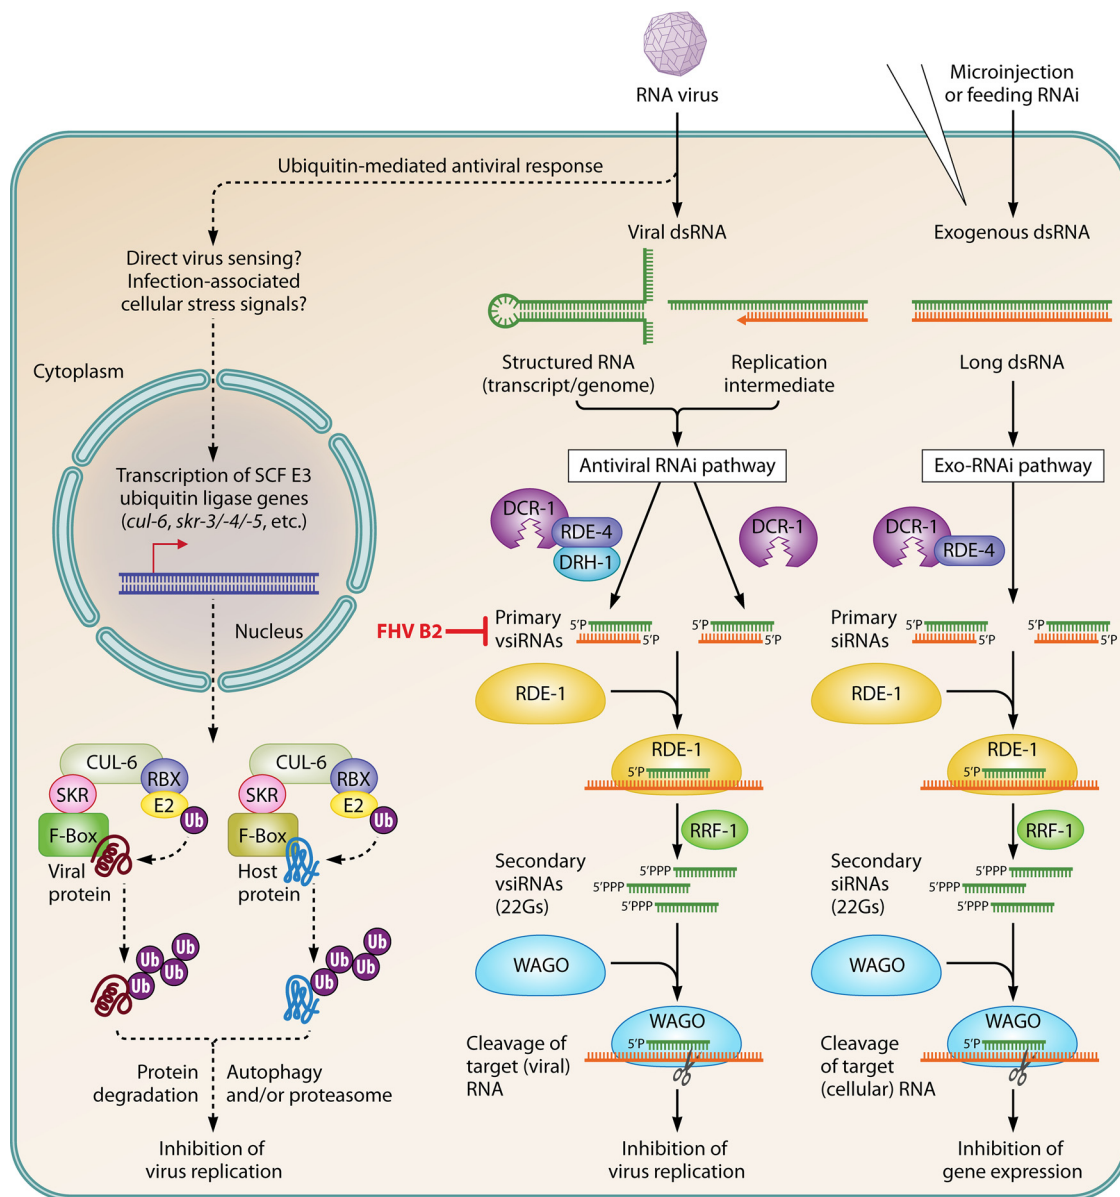 RNA virus
Microinjection
or feeding RNAi
Ubiquitin-mediated antiviral response
Direct virus sensing?
Infection-associated
cellular stress signals?
Cytoplasm
Transcription of SCF E3
ubiquitin ligase genes
(cul-6, skr-3/-4/-5, etc.)
Nucleus
CUL-6
RBX
SKR
E2
Ub
F-Box
Viral
protein
CUL-6
RBX
SKR
E2
Ub
F-Box
Host
protein
Ub
Ub
Ub
Ub
Ub
Ub
Ub
Ub
Protein
degradation
Autophagy
and/or proteasome
Inhibition of
virus replication
Viral dsRNA
Structured RNA
(transcript/genome)
Replication
intermediate
Antiviral RNAi pathway
DCR-1
RDE-4
DRH-1
DCR-1
FHV B2
Primary
vsiRNAs
5'P
5'P
5'P
5'P
RDE-1
RDE-1
5'P
RRF-1
Secondary
vsiRNAs
(22Gs)
5'PPP
5'PPP
5'PPP
WAGO
WAGO
5'P
Cleavage of
target (viral)
RNA
Inhibition of
virus replication
Exogenous dsRNA
Long dsRNA
Exo-RNAi pathway
DCR-1
RDE-4
Primary
siRNAs
5'P
5'P
5'P
5'P
RDE-1
RDE-1
5'P
RRF-1
Secondary
siRNAs
(22Gs)
5'PPP
5'PPP
5'PPP
WAGO
WAGO
5'P
Cleavage
of target
(cellular) RNA
Inhibition of
gene expression